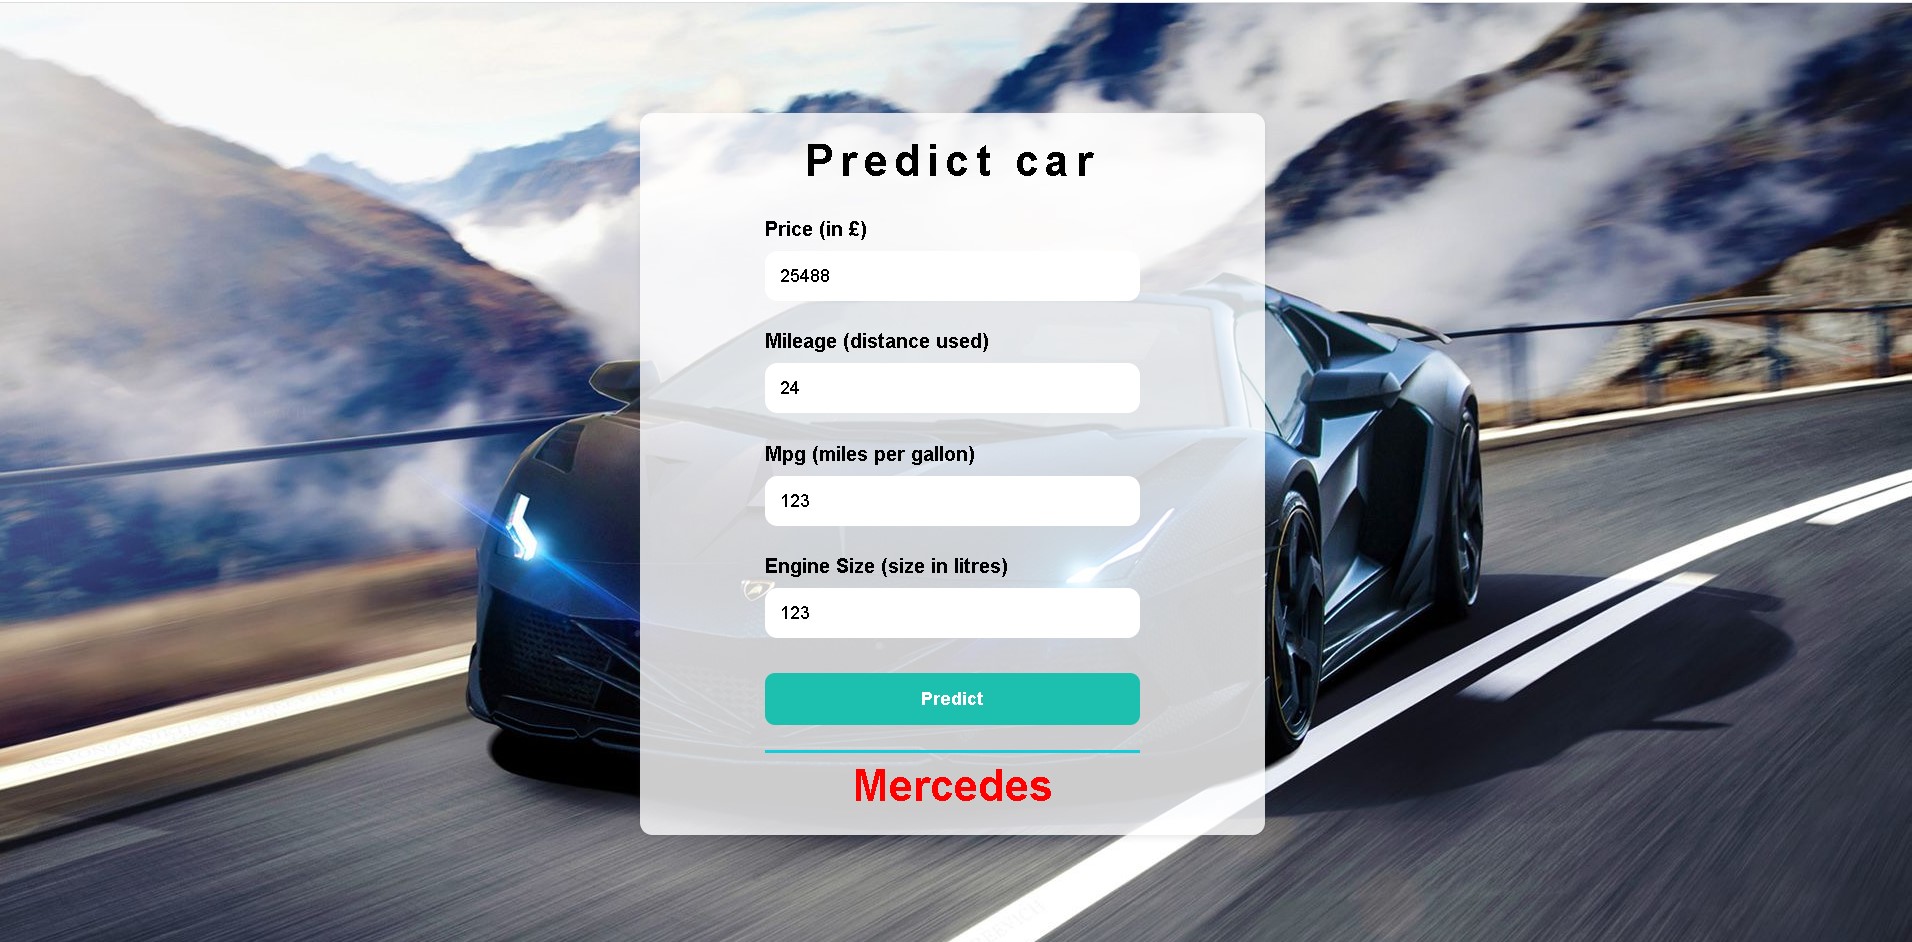 Predict car
Price (in £)
25488
Mileage (distance used)
24
Mpg (miles per gallon)
123
Engine Size (size in litres)
123
Predict
Mercedes